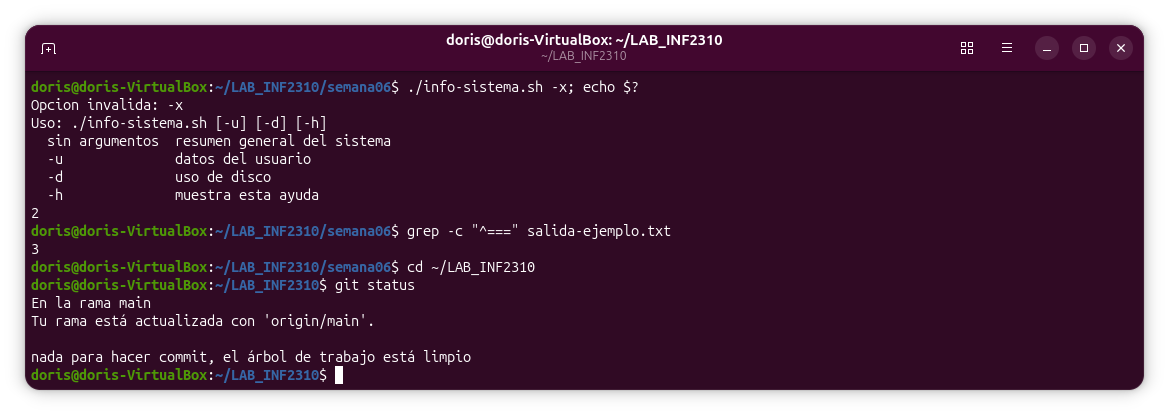 doris@doris-VirtualBox: ~/LAB_INF2310
~/LAB_INF2310
doris@doris-VirtualBox:~/LAB_INF2310/semana06$ ./info-sistema.sh -x; echo $?
Opcion invalida: -x
Uso: ./info-sistema.sh [-u] [-d] [-h]
  sin argumentos  resumen general del sistema
  -u              datos del usuario
  -d              uso de disco
  -h              muestra esta ayuda
2
doris@doris-VirtualBox:~/LAB_INF2310/semana06$ grep -c "^===" salida-ejemplo.txt
3
doris@doris-VirtualBox:~/LAB_INF2310/semana06$ cd ~/LAB_INF2310
doris@doris-VirtualBox:~/LAB_INF2310$ git status
En la rama main
Tu rama está actualizada con 'origin/main'.

nada para hacer commit, el árbol de trabajo está limpio
doris@doris-VirtualBox:~/LAB_INF2310$